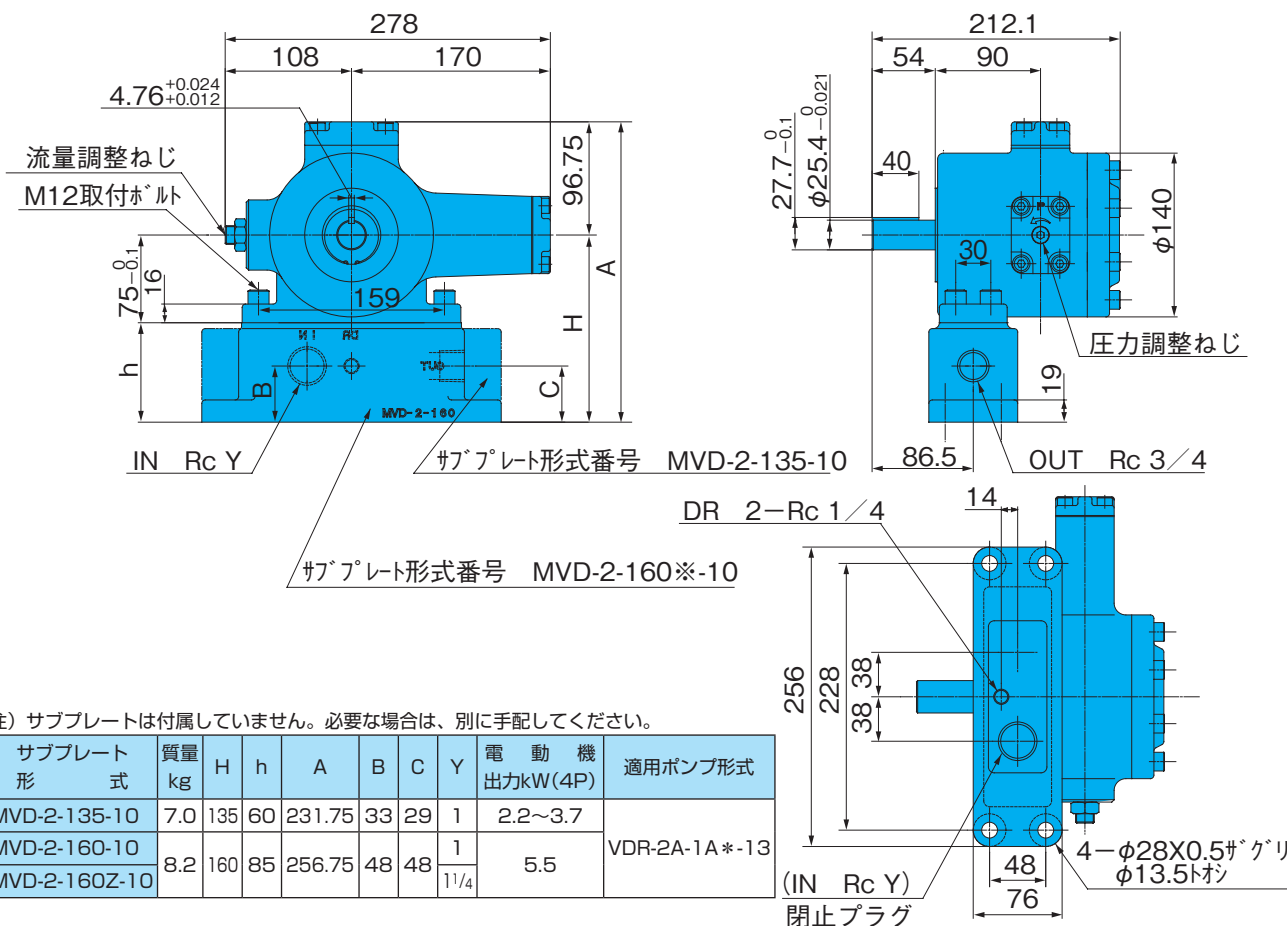 278
108
170
4.76 +0.024 +0.012
流量調整ねじ
M12取付ボルト
96.75
A
H
75 0 -0.1
16
159
h
B
C
IN
RD
OUT
MVD-2-160
IN Rc Y
サブプレート形式番号 MVD-2-135-10
サブプレート形式番号 MVD-2-160※-10
212.1
54
90
27.7 0 -0.1
φ25.4 0 -0.021
40
P
30
φ140
圧力調整ねじ
19
86.5
OUT Rc 3/4
DR 2-Rc 1/4
14
256
228
38
38
48
76
4-φ28X0.5ザグリ
φ13.5トオシ
(IN Rc Y)
閉止プラグ
注）サブプレートは付属していません。必要な場合は、別に手配してください。
サブプレート形式 質量kg H h A B C Y 電動機出力kW(4P) 適用ポンプ形式
MVD-2-135-10 7.0 135 60 231.75 33 29 1 2.2〜3.7 VDR-2A-1A＊-13
MVD-2-160-10 8.2 160 85 256.75 48 48 1 5.5
MVD-2-160Z-10 1 1/4